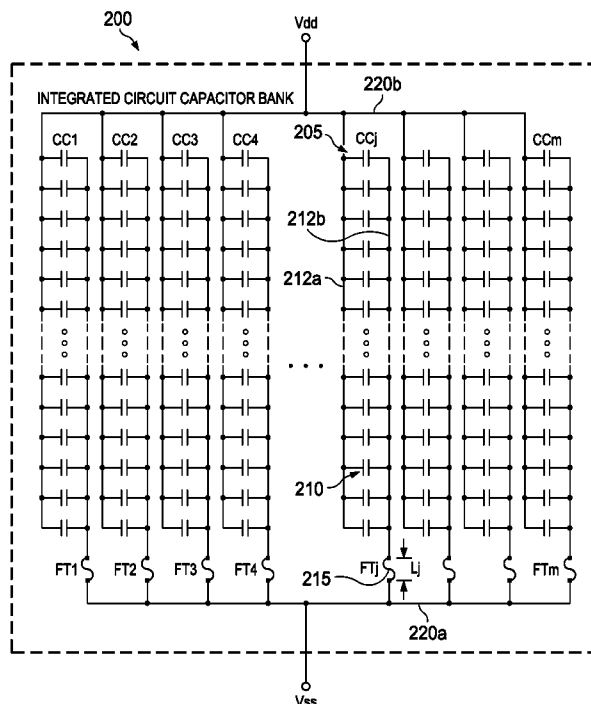 200
Vdd
INTEGRATED CIRCUIT CAPACITOR BANK
220b
205
CC1
CC2
CC3
CC4
CCj
CCm
212b
212a
210
FT1
FT2
FT3
FT4
215
FTj
Lj
FTm
220a
Vss